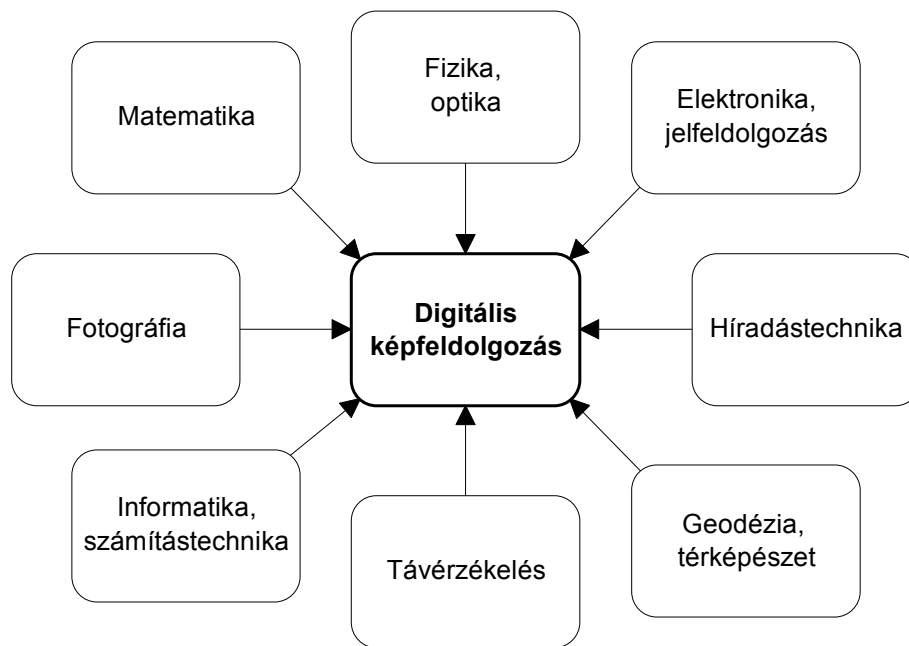 Matematika
Fizika,
optika
Elektronika,
jelfeldolgozás
Fotográfia
Digitális
képfeldolgozás
Híradástechnika
Informatika,
számítástechnika
Távérzékelés
Geodézia,
térképészet